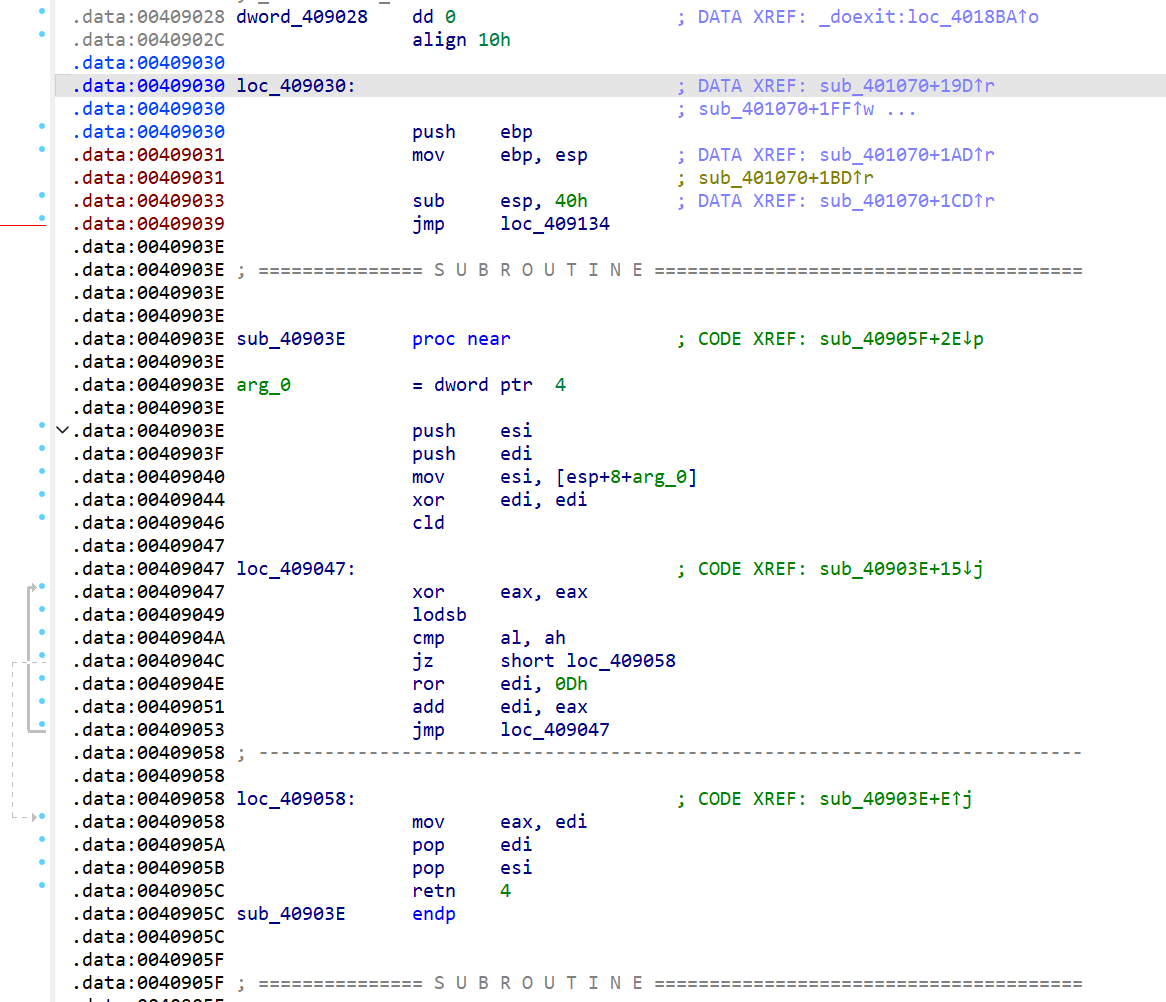 .data:00409028 dword_409028    dd 0                    ; DATA XREF: _doexit:loc_4018BA↑o
.data:0040902C                 align 10h
.data:00409030
.data:00409030 loc_409030:                             ; DATA XREF: sub_401070+19D↑r
.data:00409030                                         ; sub_401070+1FF↑w ...
.data:00409030                 push    ebp
.data:00409031                 mov     ebp, esp        ; DATA XREF: sub_401070+1AD↑r
.data:00409031                                         ; sub_401070+1BD↑r
.data:00409033                 sub     esp, 40h        ; DATA XREF: sub_401070+1CD↑r
.data:00409039                 jmp     loc_409134
.data:0040903E
.data:0040903E ; =============== S U B R O U T I N E =======================================
.data:0040903E
.data:0040903E
.data:0040903E sub_40903E      proc near               ; CODE XREF: sub_40905F+2E↓p
.data:0040903E
.data:0040903E arg_0           = dword ptr  4
.data:0040903E
.data:0040903E                 push    esi
.data:0040903F                 push    edi
.data:00409040                 mov     esi, [esp+8+arg_0]
.data:00409044                 xor     edi, edi
.data:00409046                 cld
.data:00409047
.data:00409047 loc_409047:                             ; CODE XREF: sub_40903E+15↓j
.data:00409047                 xor     eax, eax
.data:00409049                 lodsb
.data:0040904A                 cmp     al, ah
.data:0040904C                 jz      short loc_409058
.data:0040904E                 ror     edi, 0Dh
.data:00409051                 add     edi, eax
.data:00409053                 jmp     loc_409047
.data:00409058 ; ---------------------------------------------------------------------------
.data:00409058
.data:00409058 loc_409058:                             ; CODE XREF: sub_40903E+E↑j
.data:00409058                 mov     eax, edi
.data:0040905A                 pop     edi
.data:0040905B                 pop     esi
.data:0040905C                 retn    4
.data:0040905C sub_40903E      endp
.data:0040905C
.data:0040905F
.data:0040905F ; =============== S U B R O U T I N E =======================================